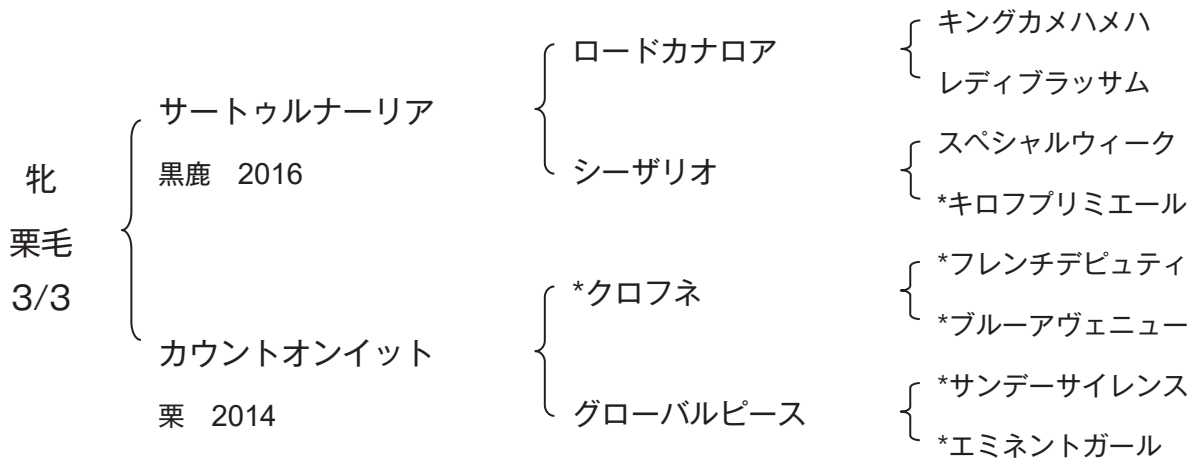 牝
栗毛
3/3
サートゥルナーリア
黒鹿 2016
カウントオンイット
栗 2014
ロードカナロア
シーザリオ
*クロフネ
グローバルピース
キングカメハメハ
レディブラッサム
スペシャルウィーク
*キロフプリミエール
*フレンチデピュティ
*ブルーアヴェニュー
*サンデーサイレンス
*エミネントガール